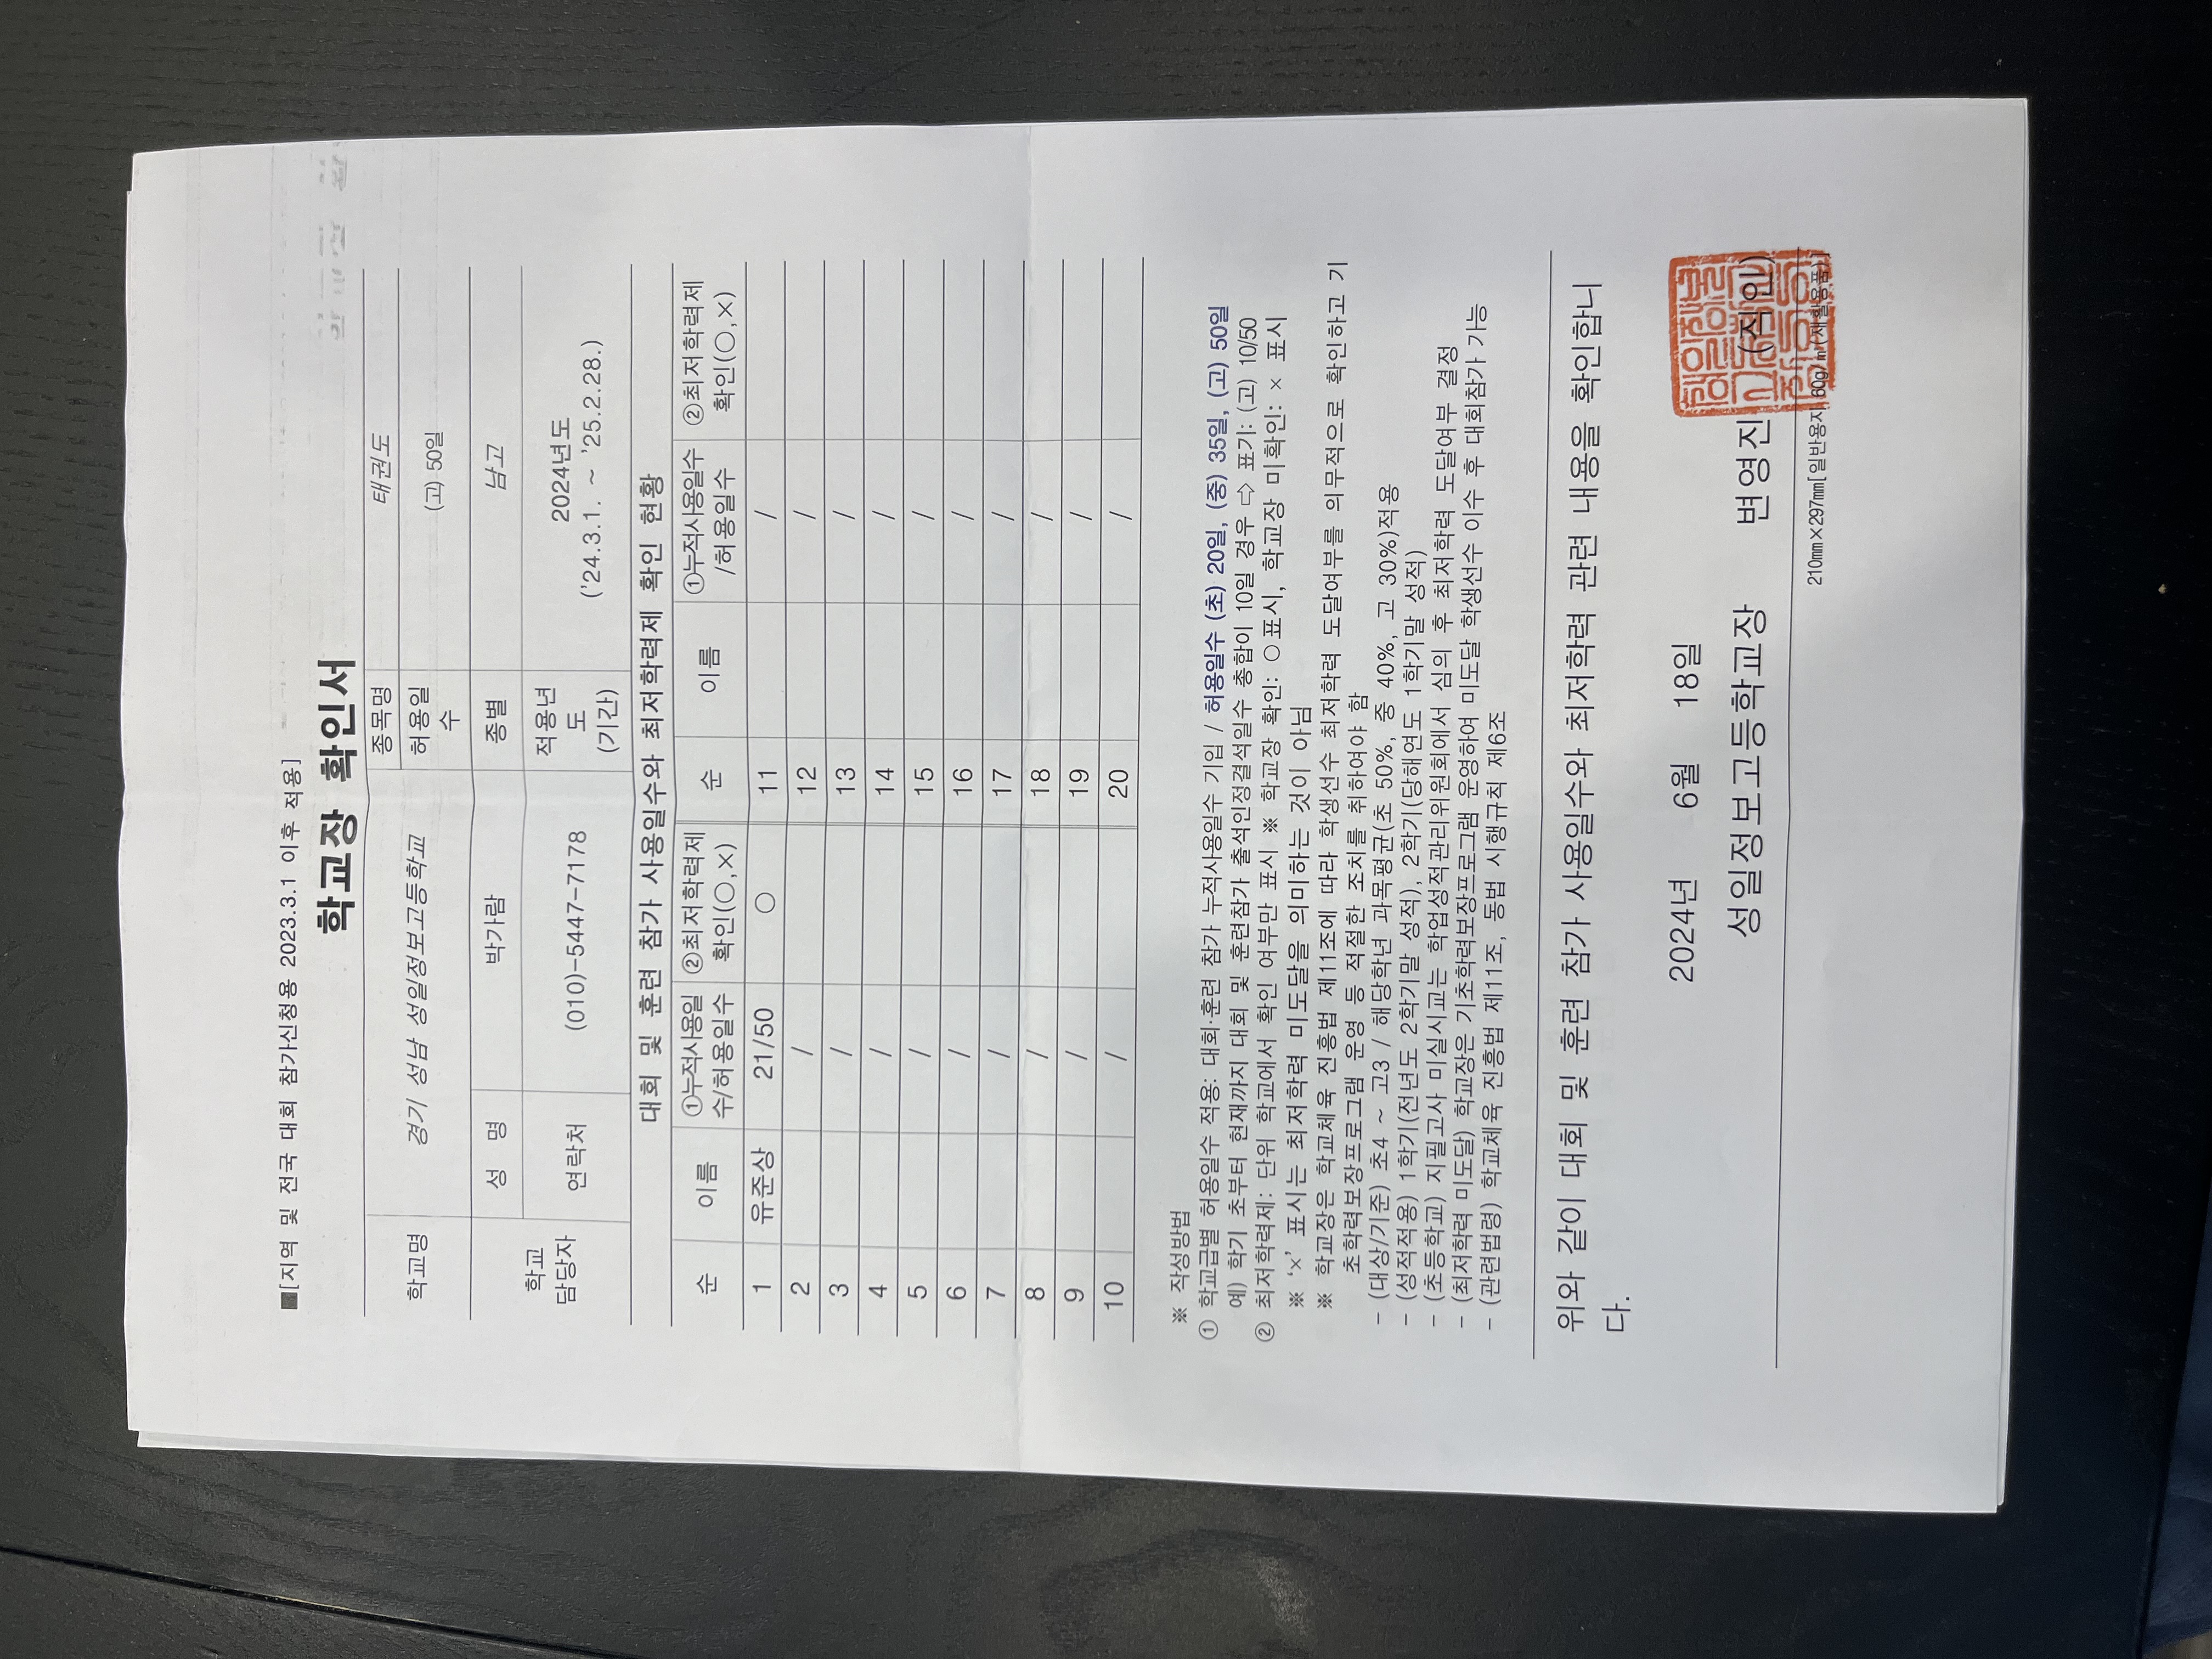 ■[지역 및 전국 대회 참가신청용 2023.3.1 이후 적용]
학교장 확인서
학교명 경기 성남 성일정보고등학교 종목명 태권도
허용일수 (고) 50일
학교 담당자 성 명 박가람 종별 남고
연락처 (010)-5447-7178 적용년도 (기간) 2024년도 ('24.3.1. ~ '25.2.28.)
대회 및 훈련 참가 사용일수와 최저학력제 확인 현황
순 이름 ①누적사용일수/허용일수 ②최저학력제 확인(○,×) 순 이름 ①누적사용일수/허용일수 ②최저학력제 확인(○,×)
1 유준상 21/50 ○ 11 /
2 / 12 /
3 / 13 /
4 / 14 /
5 / 15 /
6 / 16 /
7 / 17 /
8 / 18 /
9 / 19 /
10 / 20 /
※ 작성방법
① 학교급별 허용일수 적용: 대회·훈련 참가 누적사용일수 기입 / 허용일수 (초) 20일, (중) 35일, (고) 50일
예) 학기 초부터 현재까지 대회 및 훈련참가 출석인정결석일수 총합이 10일 경우 ⇨ 표기: (고) 10/50
② 최저학력제: 단위 학교에서 확인 여부만 표시 ※ 학교장 확인: ○표시, 학교장 미확인: × 표시
※ '×' 표시는 최저학력 미도달을 의미하는 것이 아님
※ 학교장은 학교체육 진흥법 제11조에 따라 학생선수 최저학력 도달여부를 의무적으로 확인하고 기
초학력보장프로그램 운영 등 적절한 조치를 취하여야 함
- (대상/기준) 초4 ~ 고3 / 해당학년 과목평균(초 50%, 중 40%, 고 30%)적용
- (성적적용) 1학기(전년도 2학기말 성적), 2학기(당해연도 1학기말 성적)
- (초등학교) 지필고사 미실시교는 학업성적관리위원회에서 심의 후 최저학력 도달여부 결정
- (최저학력 미도달) 학교장은 기초학력보장프로그램 운영하여 미도달 학생선수 이수 후 대회참가 가능
- (관련법령) 학교체육 진흥법 제11조, 동법 시행규칙 제6조
위와 같이 대회 및 훈련 참가 사용일수와 최저학력 관련 내용을 확인합니
다.
2024년 6월 18일
성일정보고등학교장 변영진 (직인)
210mm×297mm[일반용지 60g/㎡(재활용품)]